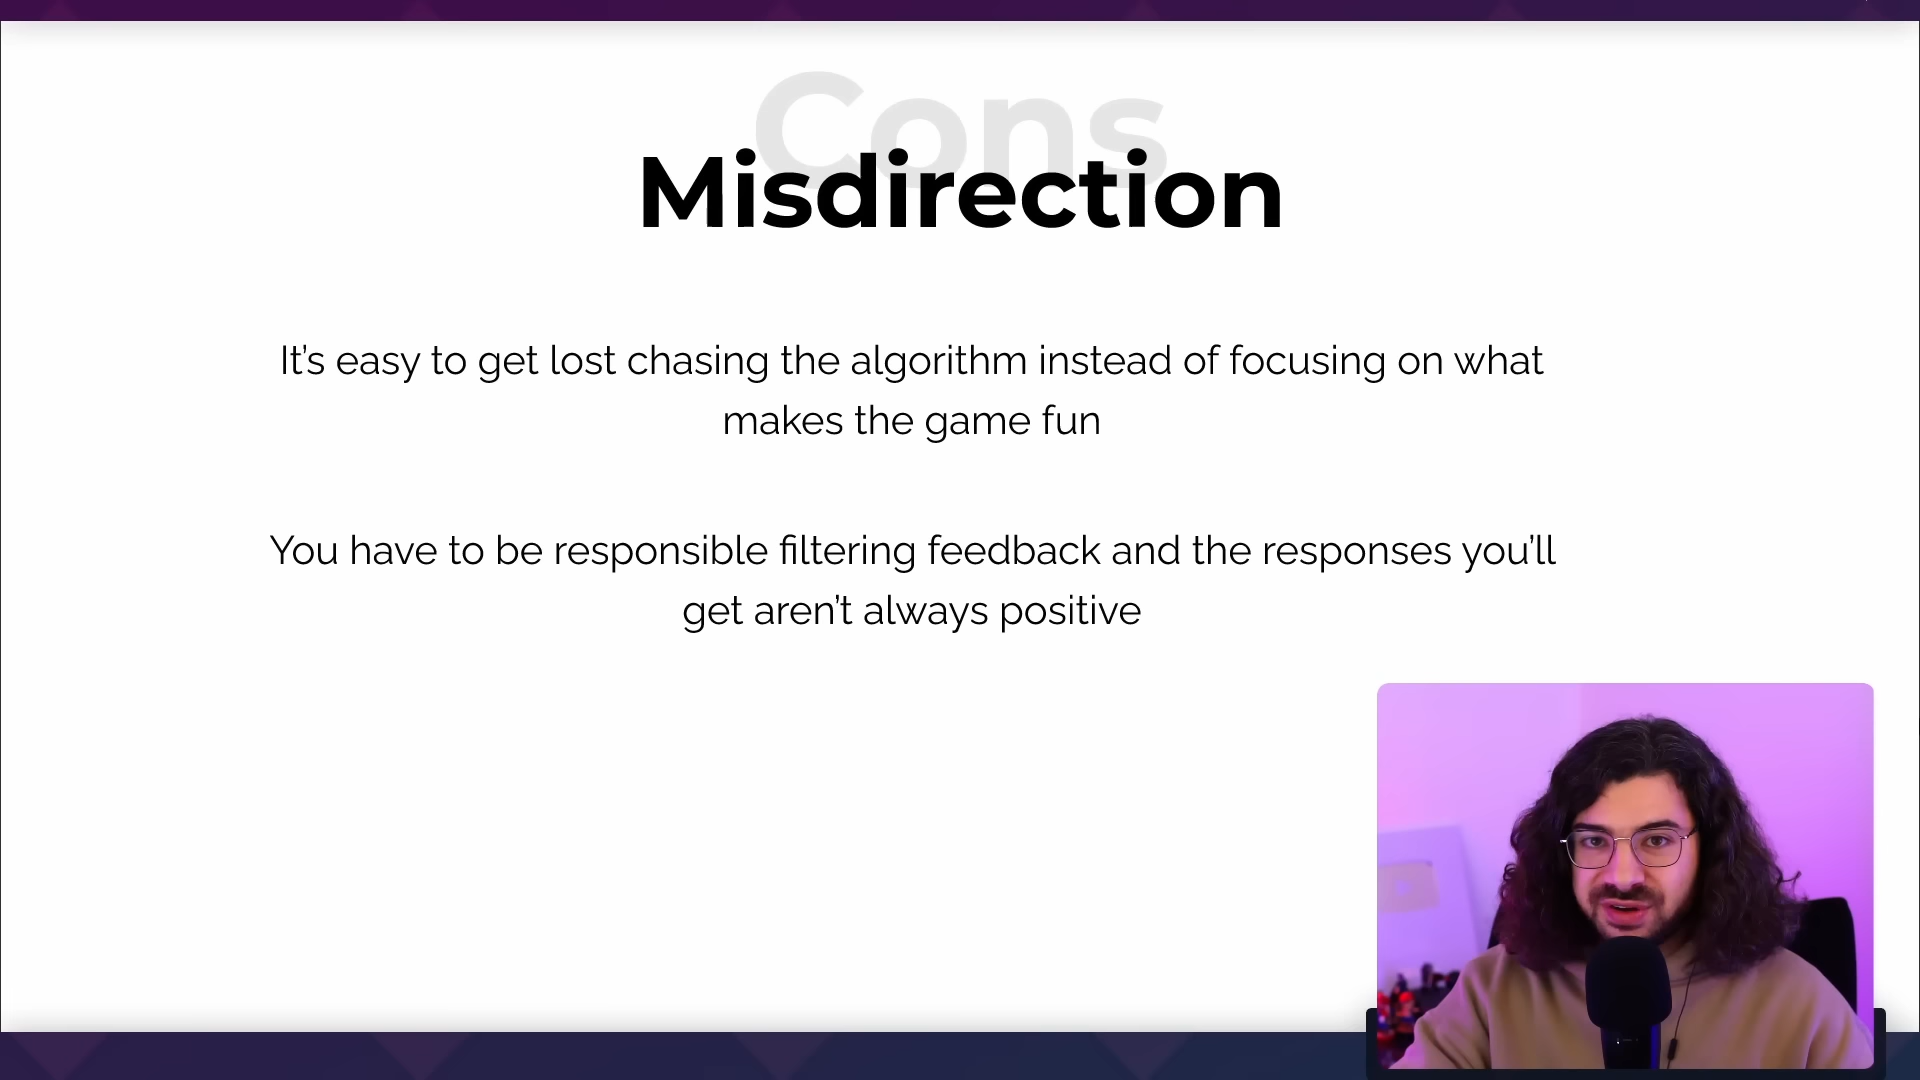 Cons
Misdirection
It’s easy to get lost chasing the algorithm instead of focusing on what
makes the game fun
You have to be responsible filtering feedback and the responses you’ll
get aren’t always positive